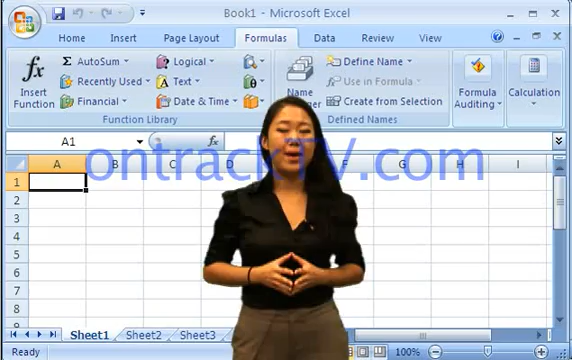 Book1 - Microsoft Excel
Home Insert Page Layout Formulas Data Review View
fx Insert Function
Σ AutoSum
Recently Used
Financial
Logical
Text
Date & Time
Function Library
Name
Define Name
Use in Formula
Create from Selection
Defined Names
Formula Auditing
Calculation
A1 fx
ontrackTV.com
A B C D F G H I
1
2
3
4
5
6
7
8
Sheet1 Sheet2 Sheet3
Ready 100%